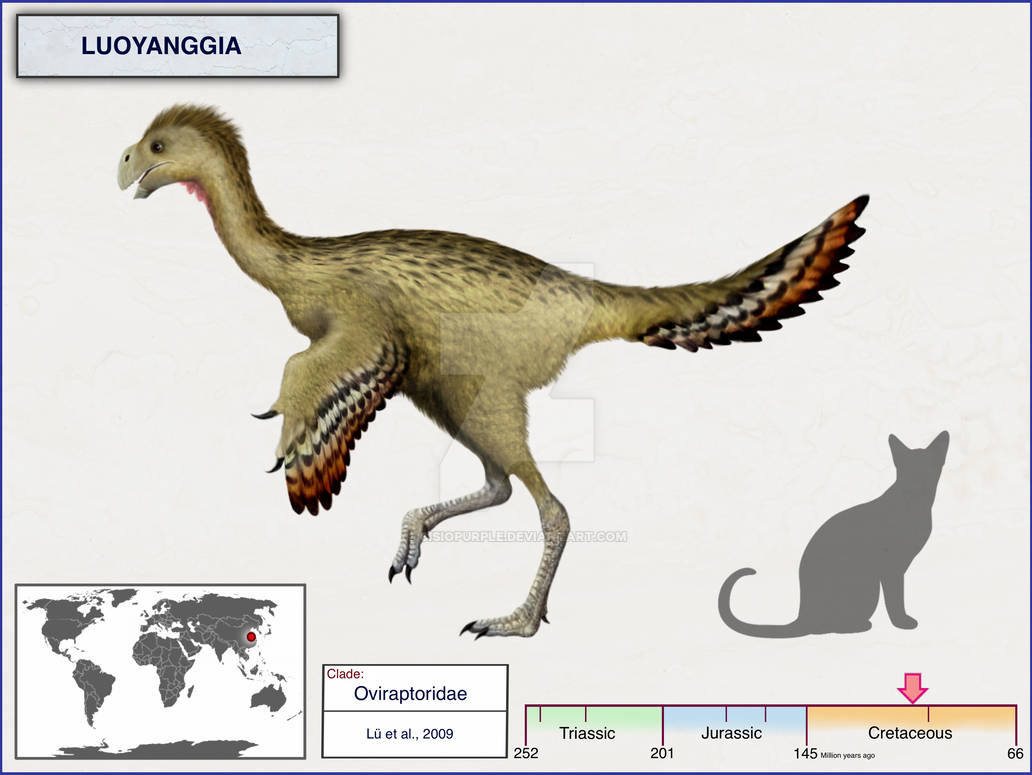 LUOYANGGIA
Clade:
Oviraptoridae
Lü et al., 2009
Triassic
Jurassic
Cretaceous
252
201
145
Million years ago
66